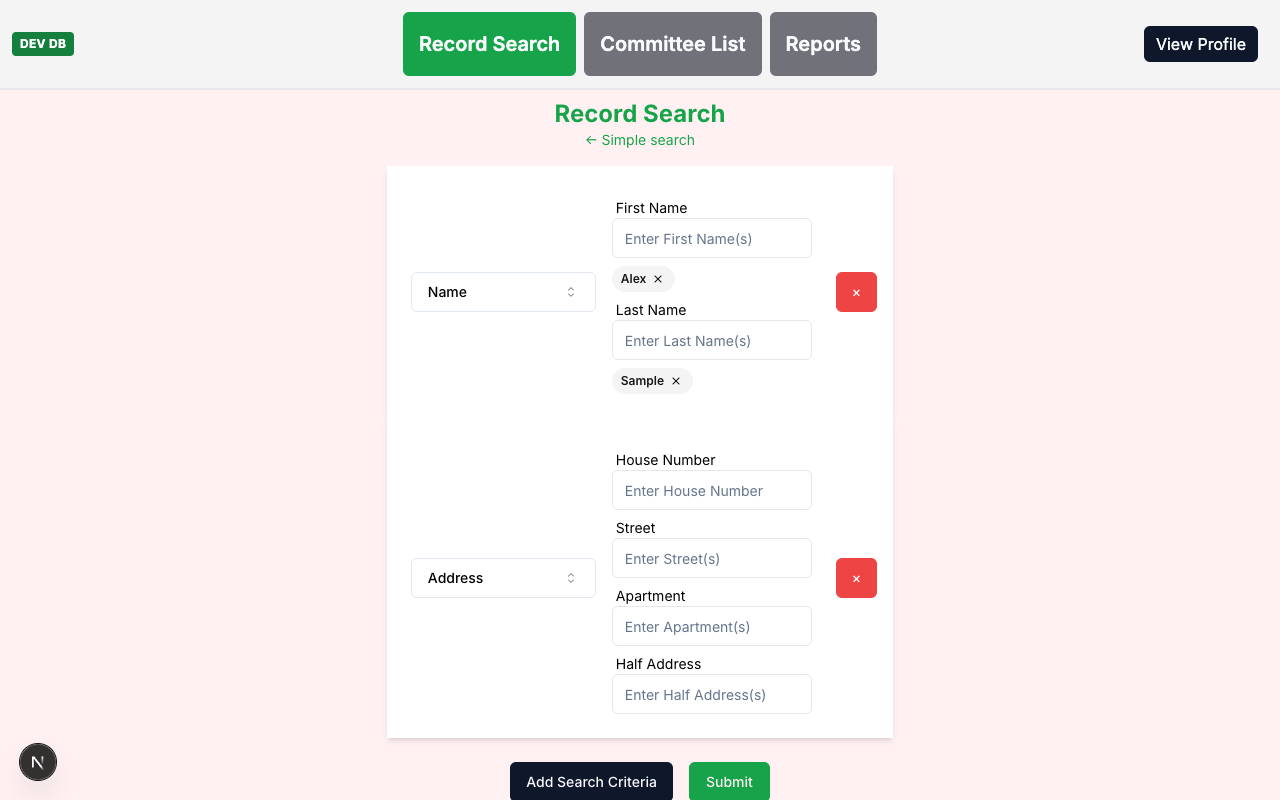 DEV DB
Record Search
Committee List
Reports
View Profile
Record Search
← Simple search
First Name
Enter First Name(s)
Alex ×
Name
×
Last Name
Enter Last Name(s)
Sample ×
House Number
Enter House Number
Street
Enter Street(s)
Address
×
Apartment
Enter Apartment(s)
Half Address
Enter Half Address(s)
N
Add Search Criteria
Submit